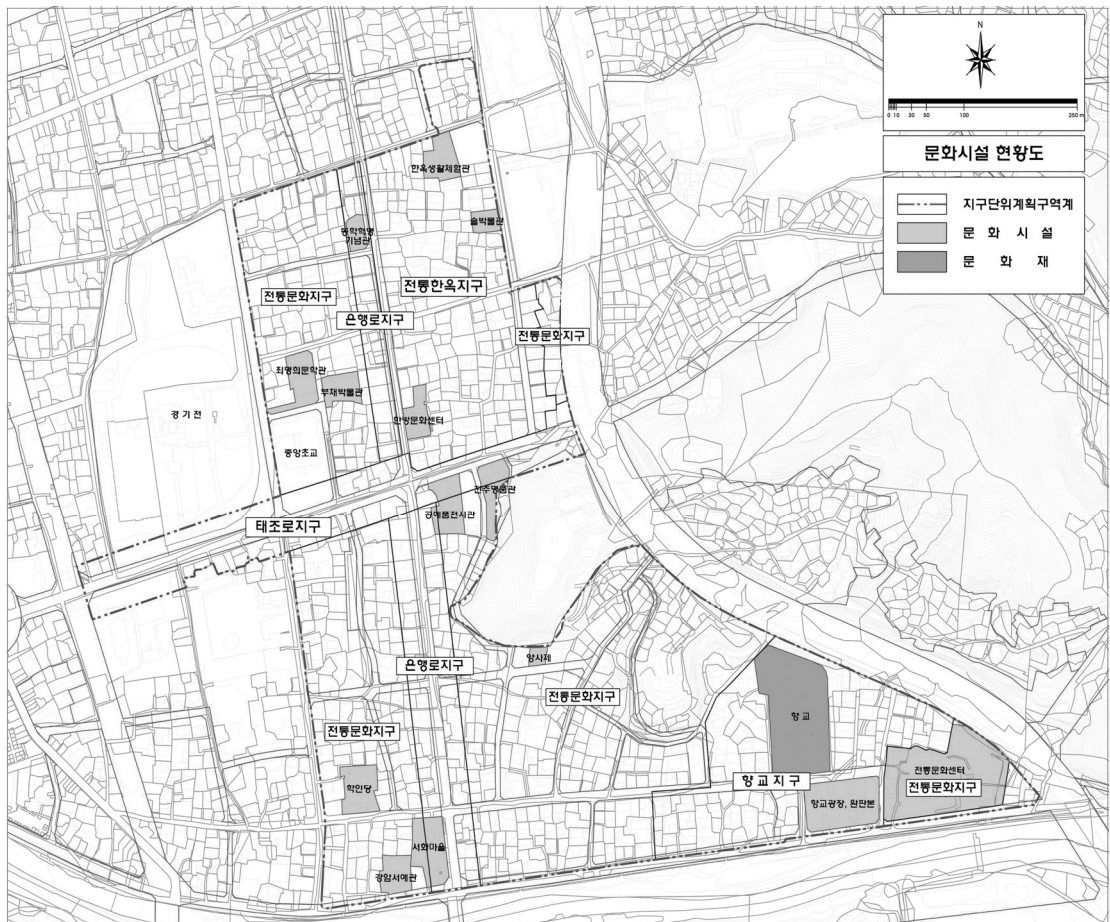 N
0 10 30 50 100 250 m
문화시설 현황도
지구단위계획구역계
문 화 시 설
문 화 재
한옥생활체험관
술박물관
동학혁명
기념관
전통문화지구
전통한옥지구
은행로지구
전통문화지구
최명희문학관
부채박물관
한방문화센터
경기전
중앙초교
전주명품관
공예품전시관
태조로지구
양사재
은행로지구
전통문화지구
전통문화지구
향교
학인당
향교지구
전통문화센터
전통문화지구
향교광장, 완판본
서화마을
강암서예관